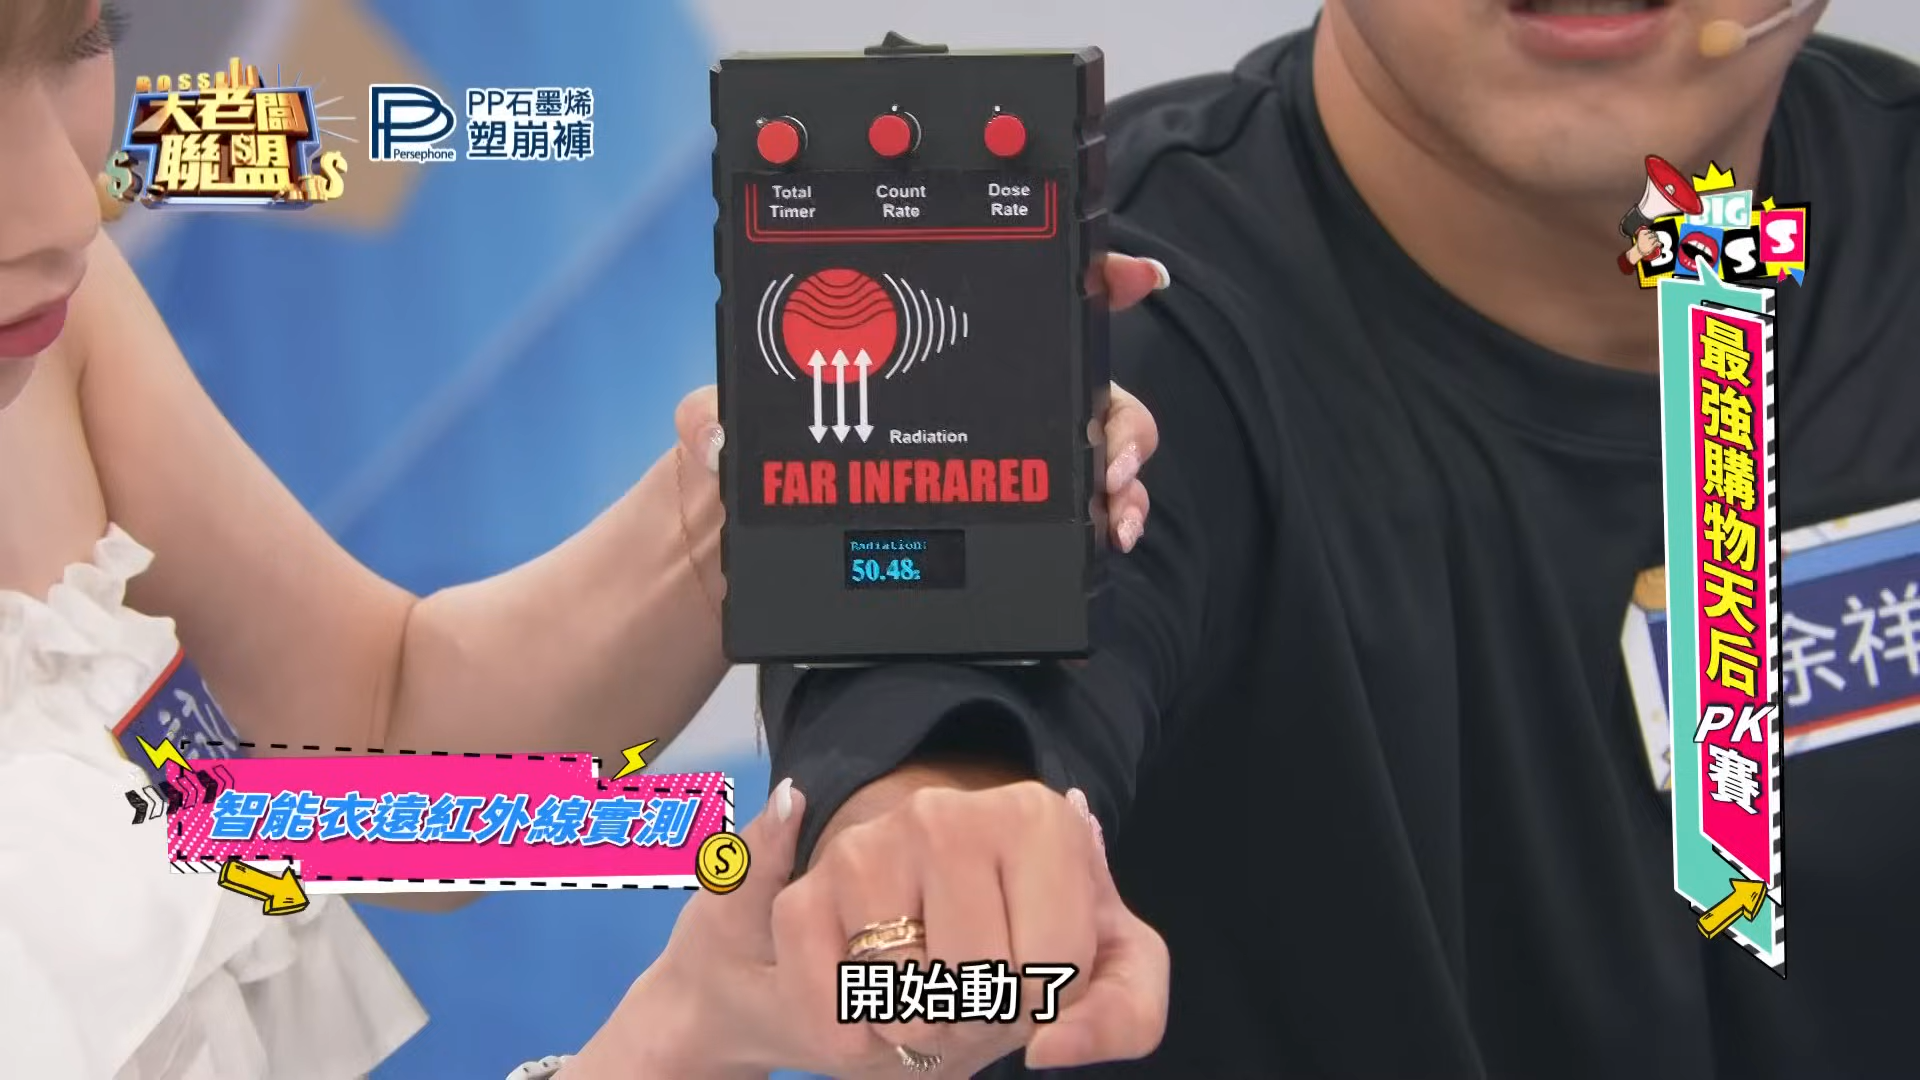 BOSS
大老闆
聯盟
PP石墨烯
塑崩褲
Persephone
Total
Timer
Count
Rate
Dose
Rate
Radiation
FAR INFRARED
Radiation:
50.48%
BIG
BOSS
最強購物天后PK賽
余祥
智能衣遠紅外線實測
開始動了